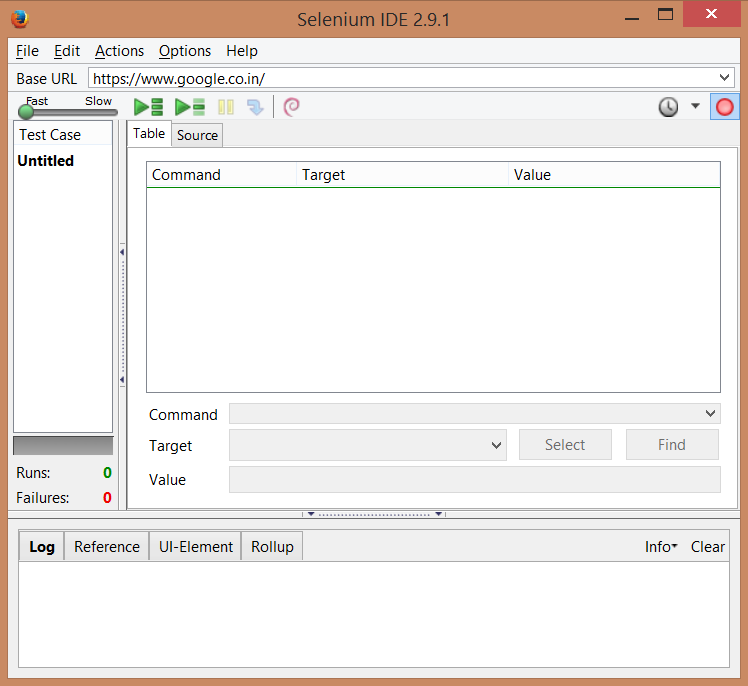 Selenium IDE 2.9.1
File Edit Actions Options Help
Base URL https://www.google.co.in/
Fast Slow
Test Case
Untitled
Table Source
Command Target Value
Command
Target Select Find
Value
Runs: 0
Failures: 0
Log Reference UI-Element Rollup Info Clear